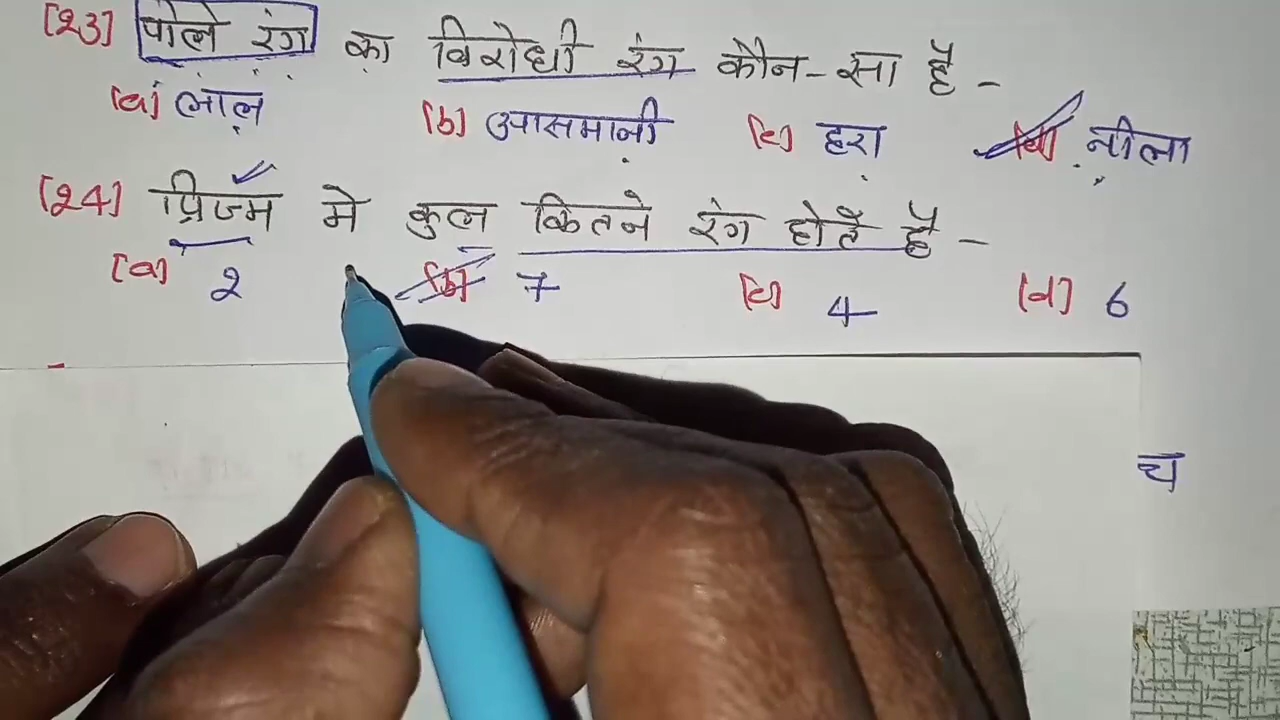 [23] पीले रंग का विरोधी रंग कौन-सा है -
[a] लाल [b] आसमानी [c] हरा [d] नीला
[24] प्रिज्म मे कुल कितने रंग होते है -
[a] 2 [b] 7 [c] 4 [d] 6
च